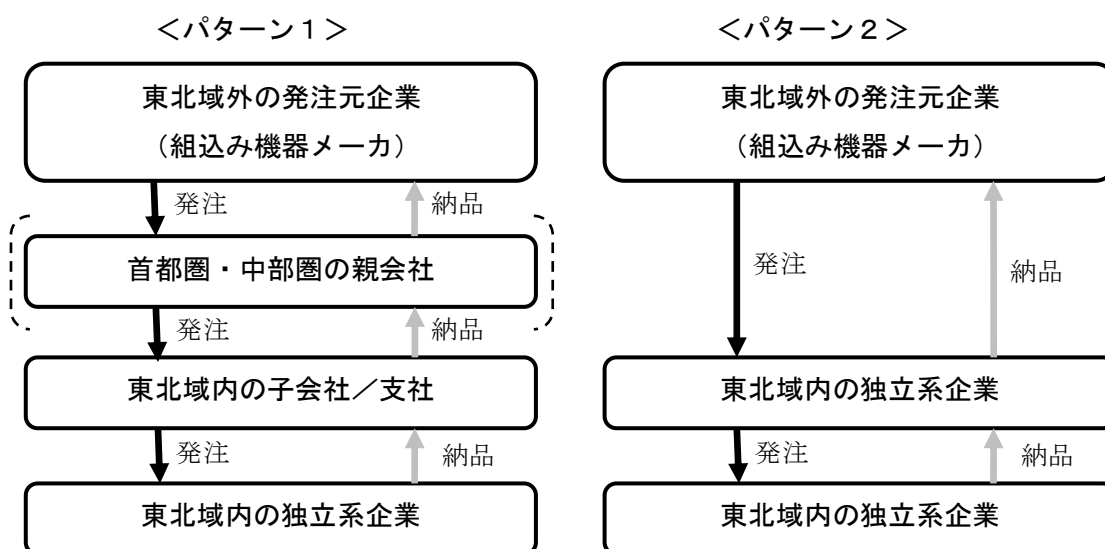 ＜パターン１＞
東北域外の発注元企業
（組込み機器メーカ）
発注
納品
首都圏・中部圏の親会社
発注
納品
東北域内の子会社／支社
発注
納品
東北域内の独立系企業
＜パターン２＞
東北域外の発注元企業
（組込み機器メーカ）
発注
納品
東北域内の独立系企業
発注
納品
東北域内の独立系企業